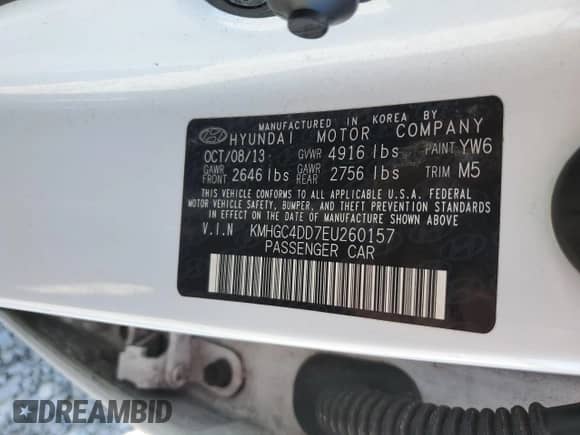 MANUFACTURED IN KOREA BY
HYUNDAI MOTOR COMPANY
OCT/08/13 GVWR 4916 lbs PAINT YW6
GAWR FRONT 2646 lbs GAWR REAR 2756 lbs TRIM M5
THIS VEHICLE CONFORMS TO ALL APPLICABLE U.S.A. FEDERAL
MOTOR VEHICLE SAFETY, BUMPER, AND THEFT PREVENTION STANDARDS
IN EFFECT ON THE DATE OF MANUFACTURE SHOWN ABOVE
V.I.N KMHGC4DD7EU260157
PASSENGER CAR
DREAMBID